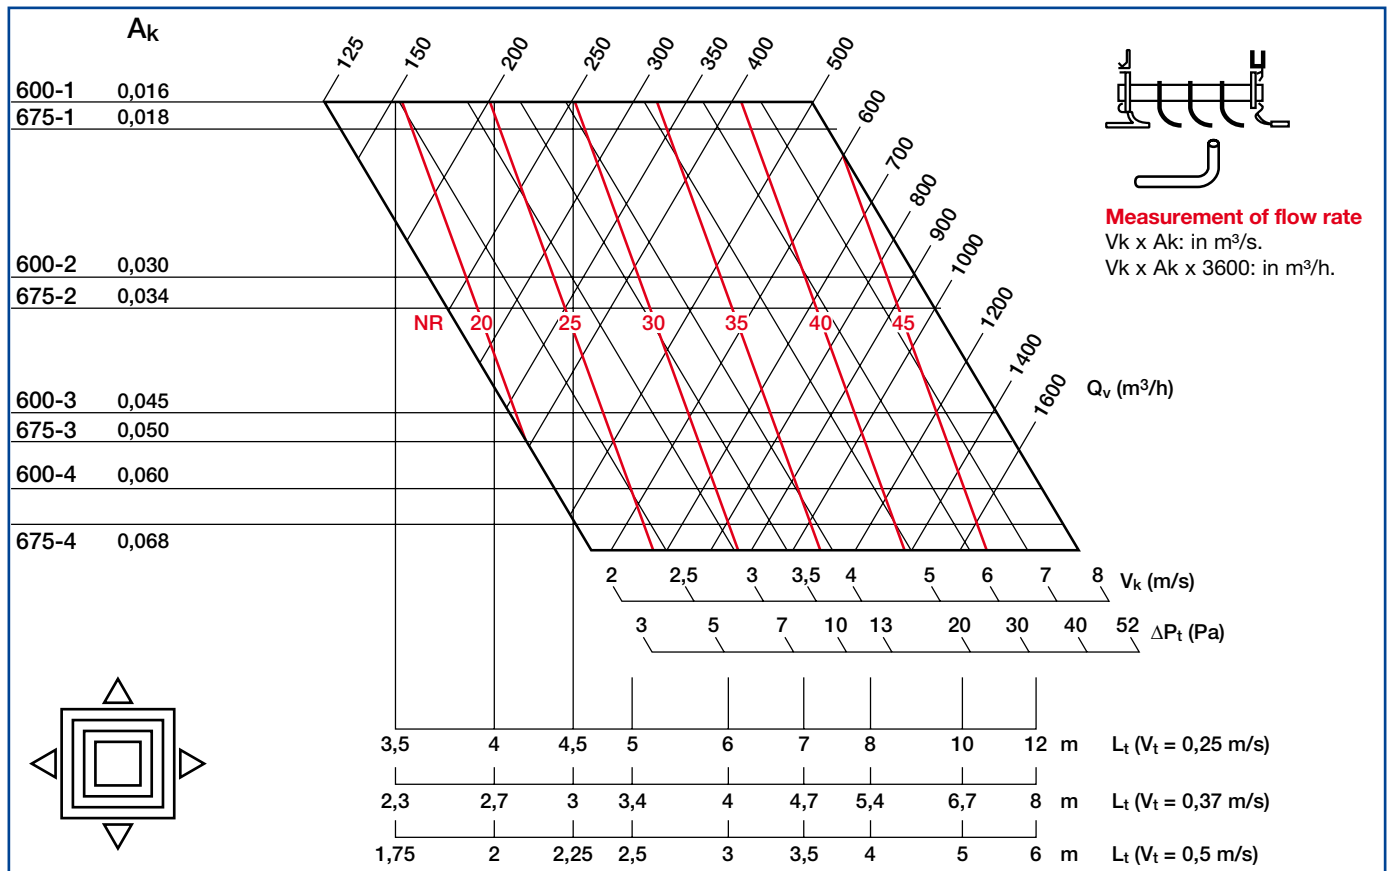 Ak
125 150 200 250 300 350 400 500
600-1 0,016
675-1 0,018
600
700
800
900
1000
600-2 0,030
675-2 0,034
1200
NR 20 25 30 35 40 45
1400
1600
Qv (m³/h)
600-3 0,045
675-3 0,050
600-4 0,060
675-4 0,068
Measurement of flow rate
Vk x Ak: in m³/s.
Vk x Ak x 3600: in m³/h.
2 2,5 3 3,5 4 5 6 7 8 Vk (m/s)
3 5 7 10 13 20 30 40 52 ΔPt (Pa)
3,5 4 4,5 5 6 7 8 10 12 m Lt (Vt = 0,25 m/s)
2,3 2,7 3 3,4 4 4,7 5,4 6,7 8 m Lt (Vt = 0,37 m/s)
1,75 2 2,25 2,5 3 3,5 4 5 6 m Lt (Vt = 0,5 m/s)